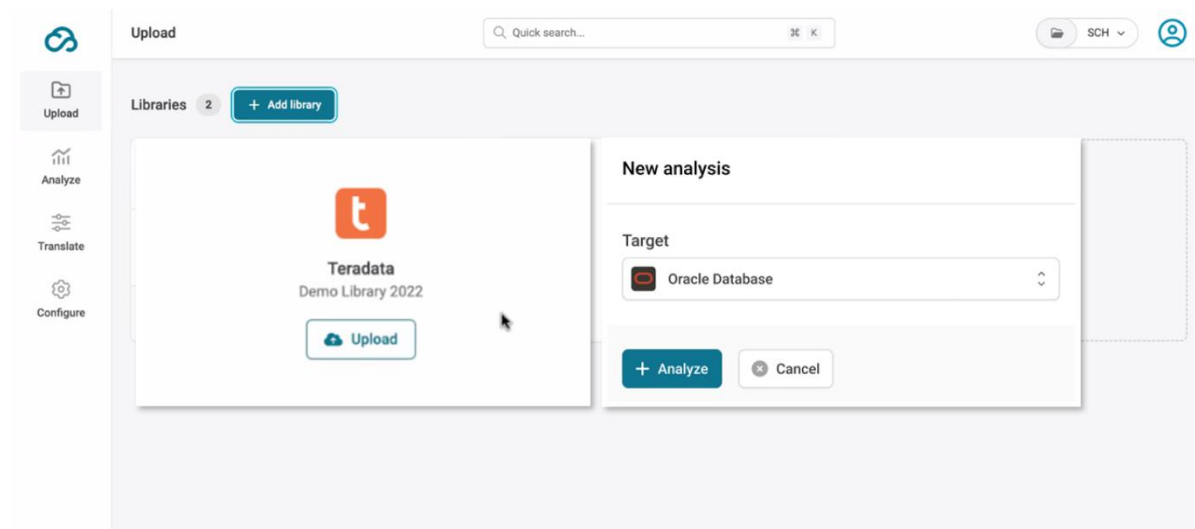 Upload
Quick search...
⌘ K
SCH
Upload
Analyze
Translate
Configure
Libraries 2
+ Add library
t
Teradata
Demo Library 2022
Upload
New analysis
Target
Oracle Database
+ Analyze
Cancel